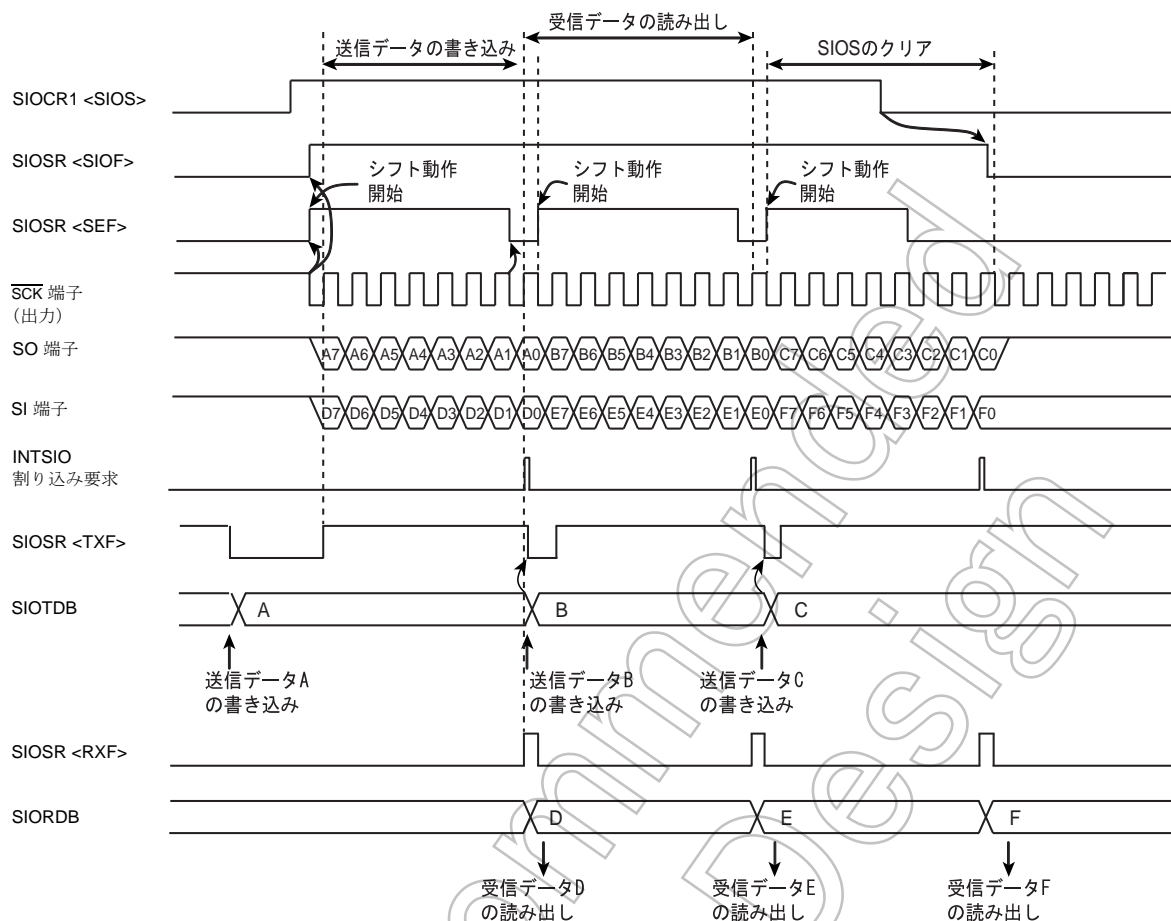 受信データの読み出し
送信データの書き込み
SIOSのクリア
SIOCR1 <SIOS>
SIOSR <SIOF>
シフト動作
開始
シフト動作
開始
シフト動作
開始
SIOSR <SEF>
SCK 端子
(出力)
SO 端子
A7 A6 A5 A4 A3 A2 A1 A0 B7 B6 B5 B4 B3 B2 B1 B0 C7 C6 C5 C4 C3 C2 C1 C0
SI 端子
D7 D6 D5 D4 D3 D2 D1 D0 E7 E6 E5 E4 E3 E2 E1 E0 F7 F6 F5 F4 F3 F2 F1 F0
INTSIO
割り込み要求
SIOSR <TXF>
SIOTDB
A B C
送信データA
の書き込み
送信データB
の書き込み
送信データC
の書き込み
SIOSR <RXF>
SIORDB
D E F
受信データD
の読み出し
受信データE
の読み出し
受信データF
の読み出し
ommended
Design